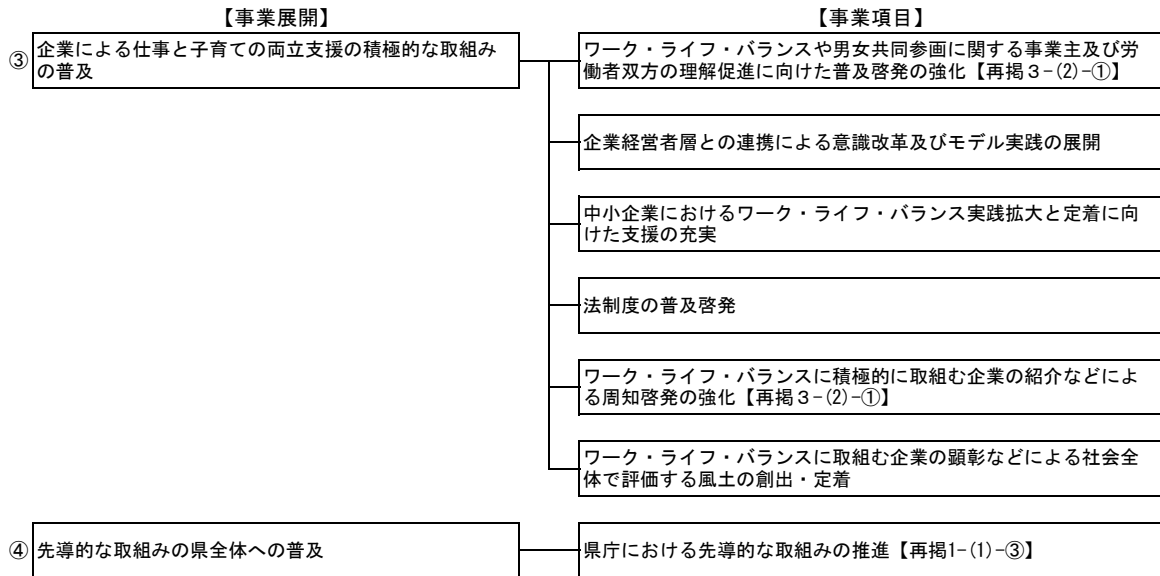 【事業展開】
【事業項目】
③
企業による仕事と子育ての両立支援の積極的な取組み
の普及
ワーク・ライフ・バランスや男女共同参画に関する事業主及び労
働者双方の理解促進に向けた普及啓発の強化【再掲３-(2)-①】
企業経営者層との連携による意識改革及びモデル実践の展開
中小企業におけるワーク・ライフ・バランス実践拡大と定着に向
けた支援の充実
法制度の普及啓発
ワーク・ライフ・バランスに積極的に取組む企業の紹介などによ
る周知啓発の強化【再掲３-(2)-①】
ワーク・ライフ・バランスに取組む企業の顕彰などによる社会全
体で評価する風土の創出・定着
④
先導的な取組みの県全体への普及
県庁における先導的な取組みの推進【再掲1-(1)-③】